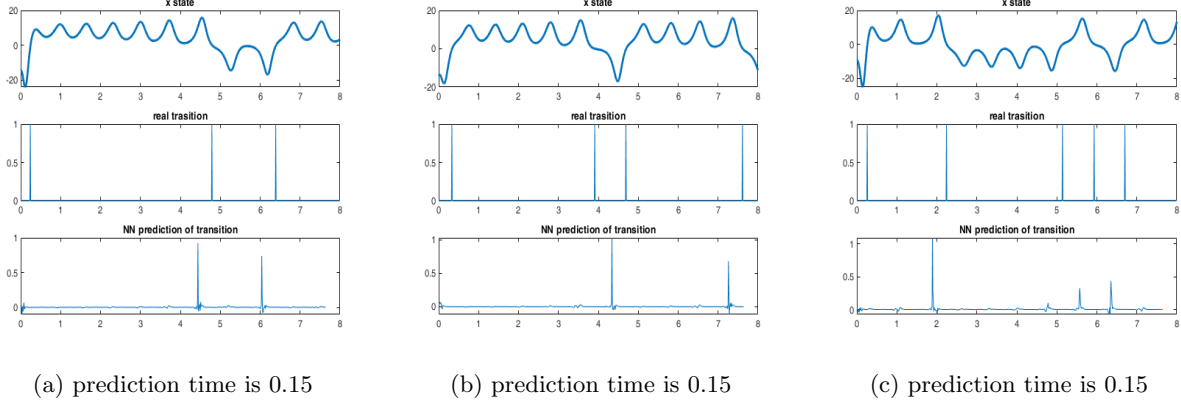 x state
20
0
-20
0 1 2 3 4 5 6 7 8
real trasition
1
0.5
0
0 1 2 3 4 5 6 7 8
NN prediction of transition
1
0.5
0
0 1 2 3 4 5 6 7 8
(a) prediction time is 0.15
x state
20
0
-20
0 1 2 3 4 5 6 7 8
real trasition
1
0.5
0
0 1 2 3 4 5 6 7 8
NN prediction of transition
1
0.5
0
0 1 2 3 4 5 6 7 8
(b) prediction time is 0.15
x state
20
0
-20
0 1 2 3 4 5 6 7 8
real trasition
1
0.5
0
0 1 2 3 4 5 6 7 8
NN prediction of transition
1
0.5
0
0 1 2 3 4 5 6 7 8
(c) prediction time is 0.15